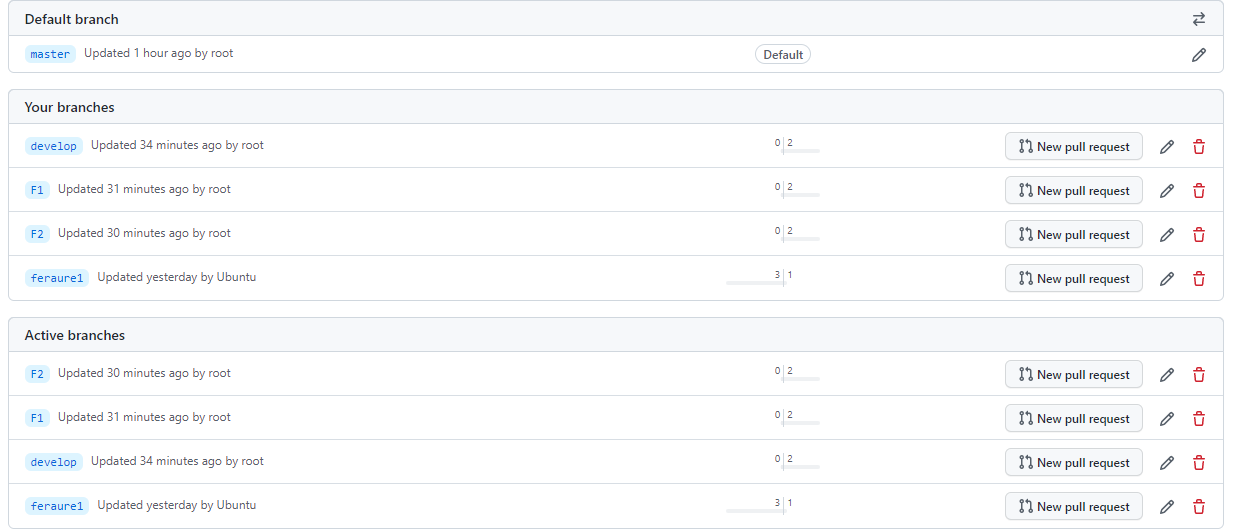 Default branch
master Updated 1 hour ago by root Default
Your branches
develop Updated 34 minutes ago by root 0 2 New pull request
F1 Updated 31 minutes ago by root 0 2 New pull request
F2 Updated 30 minutes ago by root 0 2 New pull request
feraure1 Updated yesterday by Ubuntu 3 1 New pull request
Active branches
F2 Updated 30 minutes ago by root 0 2 New pull request
F1 Updated 31 minutes ago by root 0 2 New pull request
develop Updated 34 minutes ago by root 0 2 New pull request
feraure1 Updated yesterday by Ubuntu 3 1 New pull request